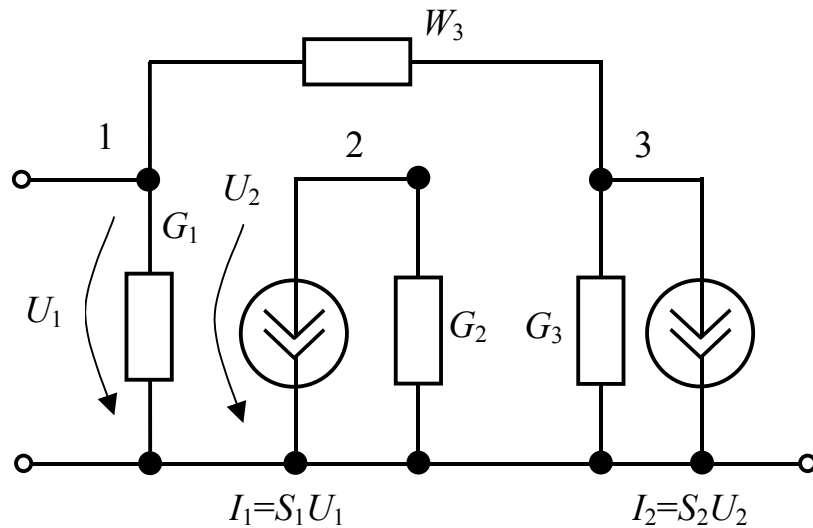 W₃
1
2
3
U₂
G₁
U₁
G₂
G₃
I₁=S₁U₁
I₂=S₂U₂